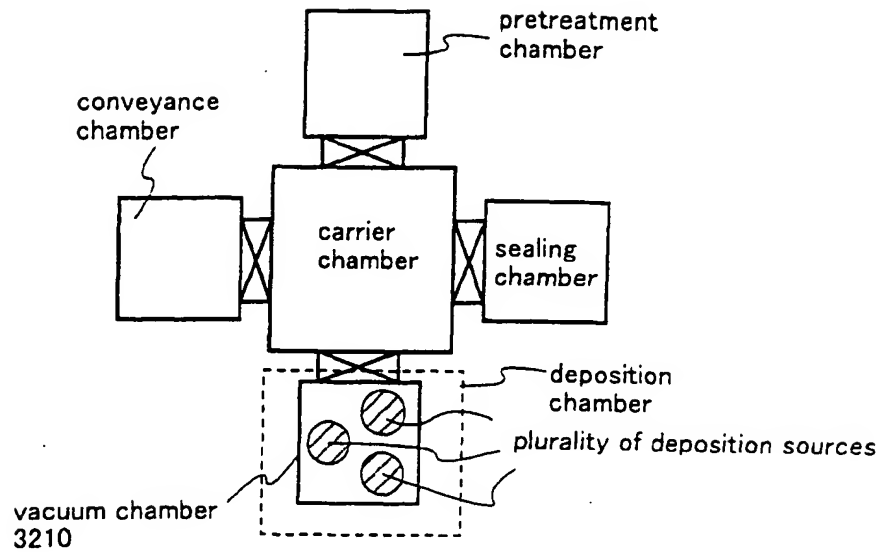 pretreatment
chamber
conveyance
chamber
carrier
chamber
sealing
chamber
deposition
chamber
plurality of deposition sources
vacuum chamber
3210